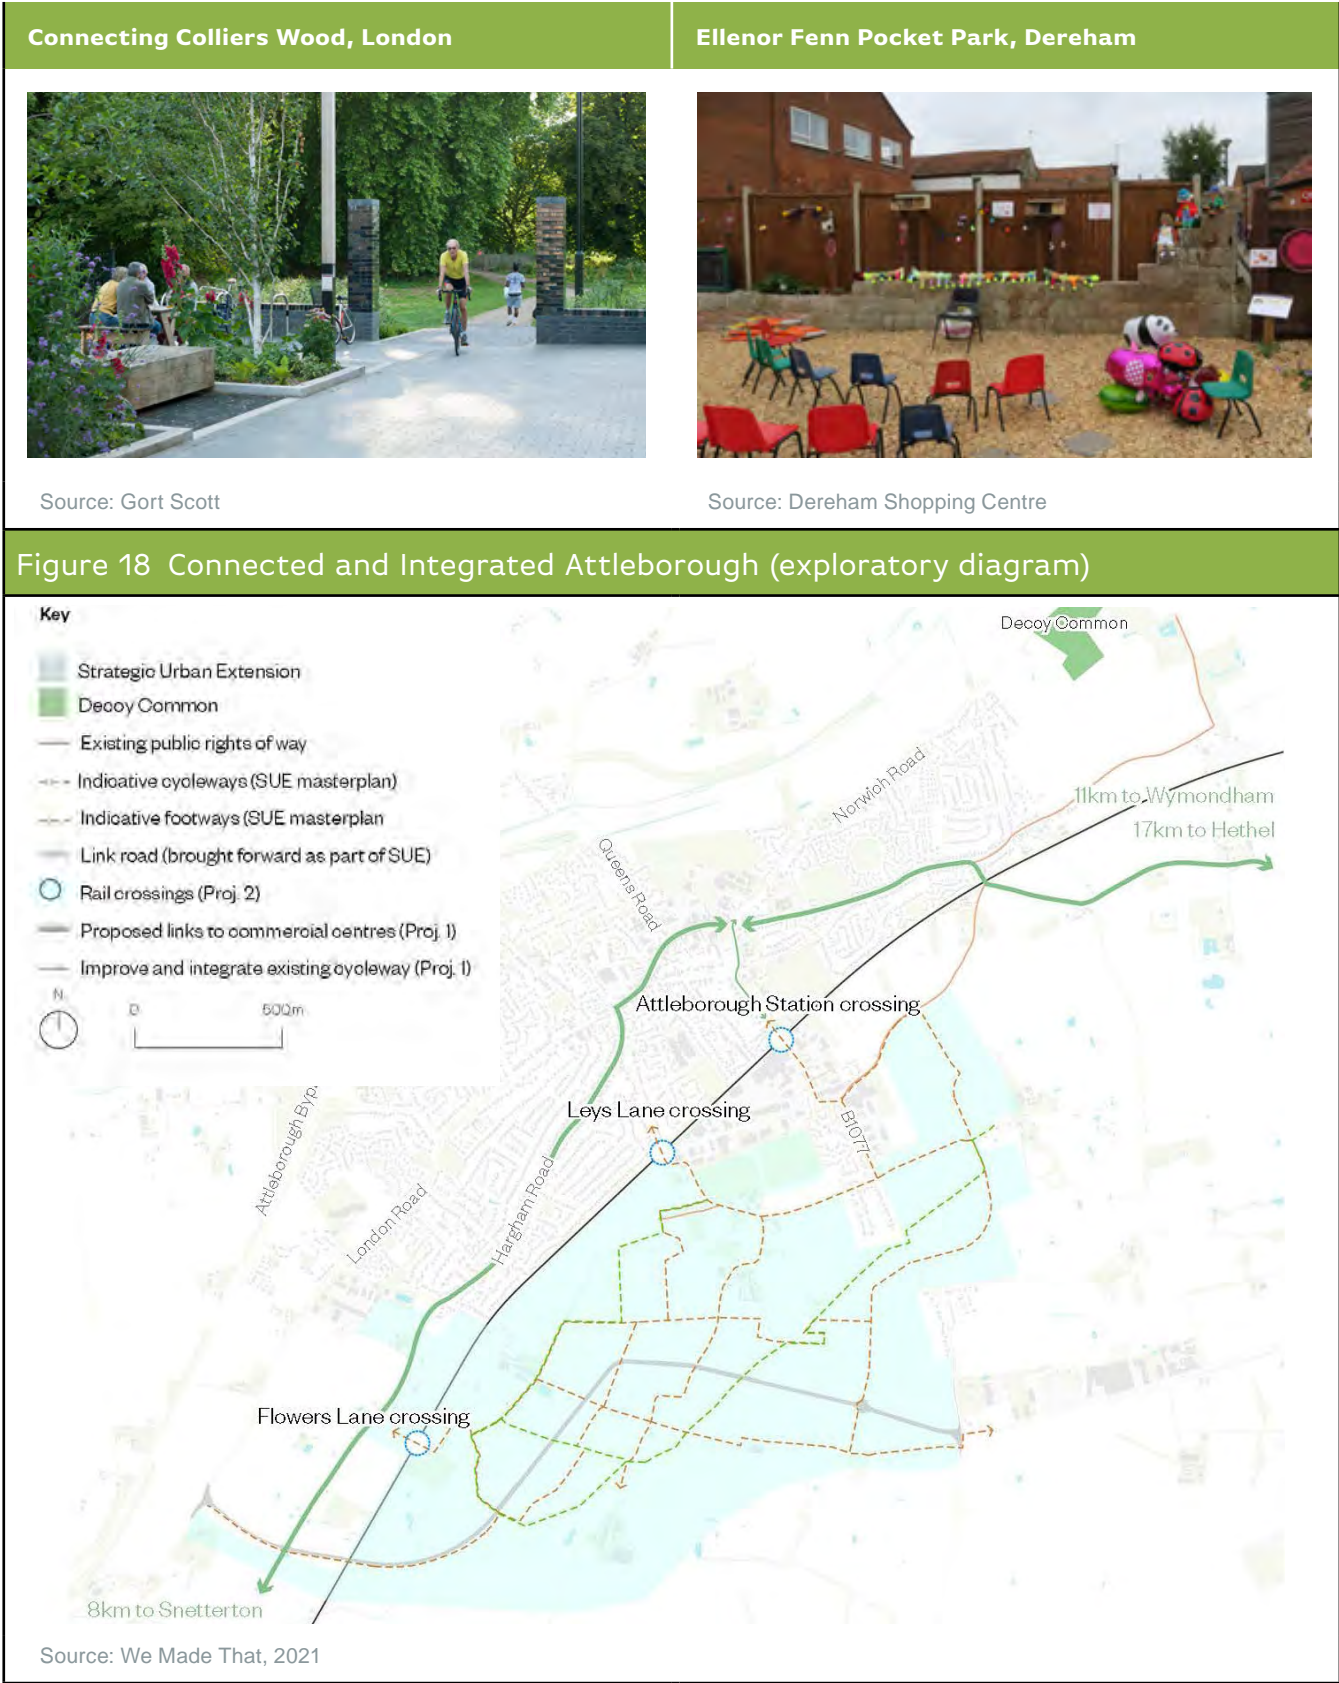 Connecting Colliers Wood, London
Ellenor Fenn Pocket Park, Dereham
Source: Gort Scott
Source: Dereham Shopping Centre
Figure 18 Connected and Integrated Attleborough (exploratory diagram)
Key
Strategic Urban Extension
Decoy Common
Existing public rights of way
Indicative cycleways (SUE masterplan)
Indicative footways (SUE masterplan
Link road (brought forward as part of SUE)
Rail crossings (Proj. 2)
Proposed links to commercial centres (Proj. 1)
Improve and integrate existing cycleway (Proj. 1)
N
0
500m
Decoy Common
Norwich Road
11km to Wymondham
17km to Hethel
Queens Road
Attleborough Station crossing
Leys Lane crossing
B1077
Attleborough Byp
London Road
Hargham Road
Flowers Lane crossing
8km to Snetterton
Source: We Made That, 2021